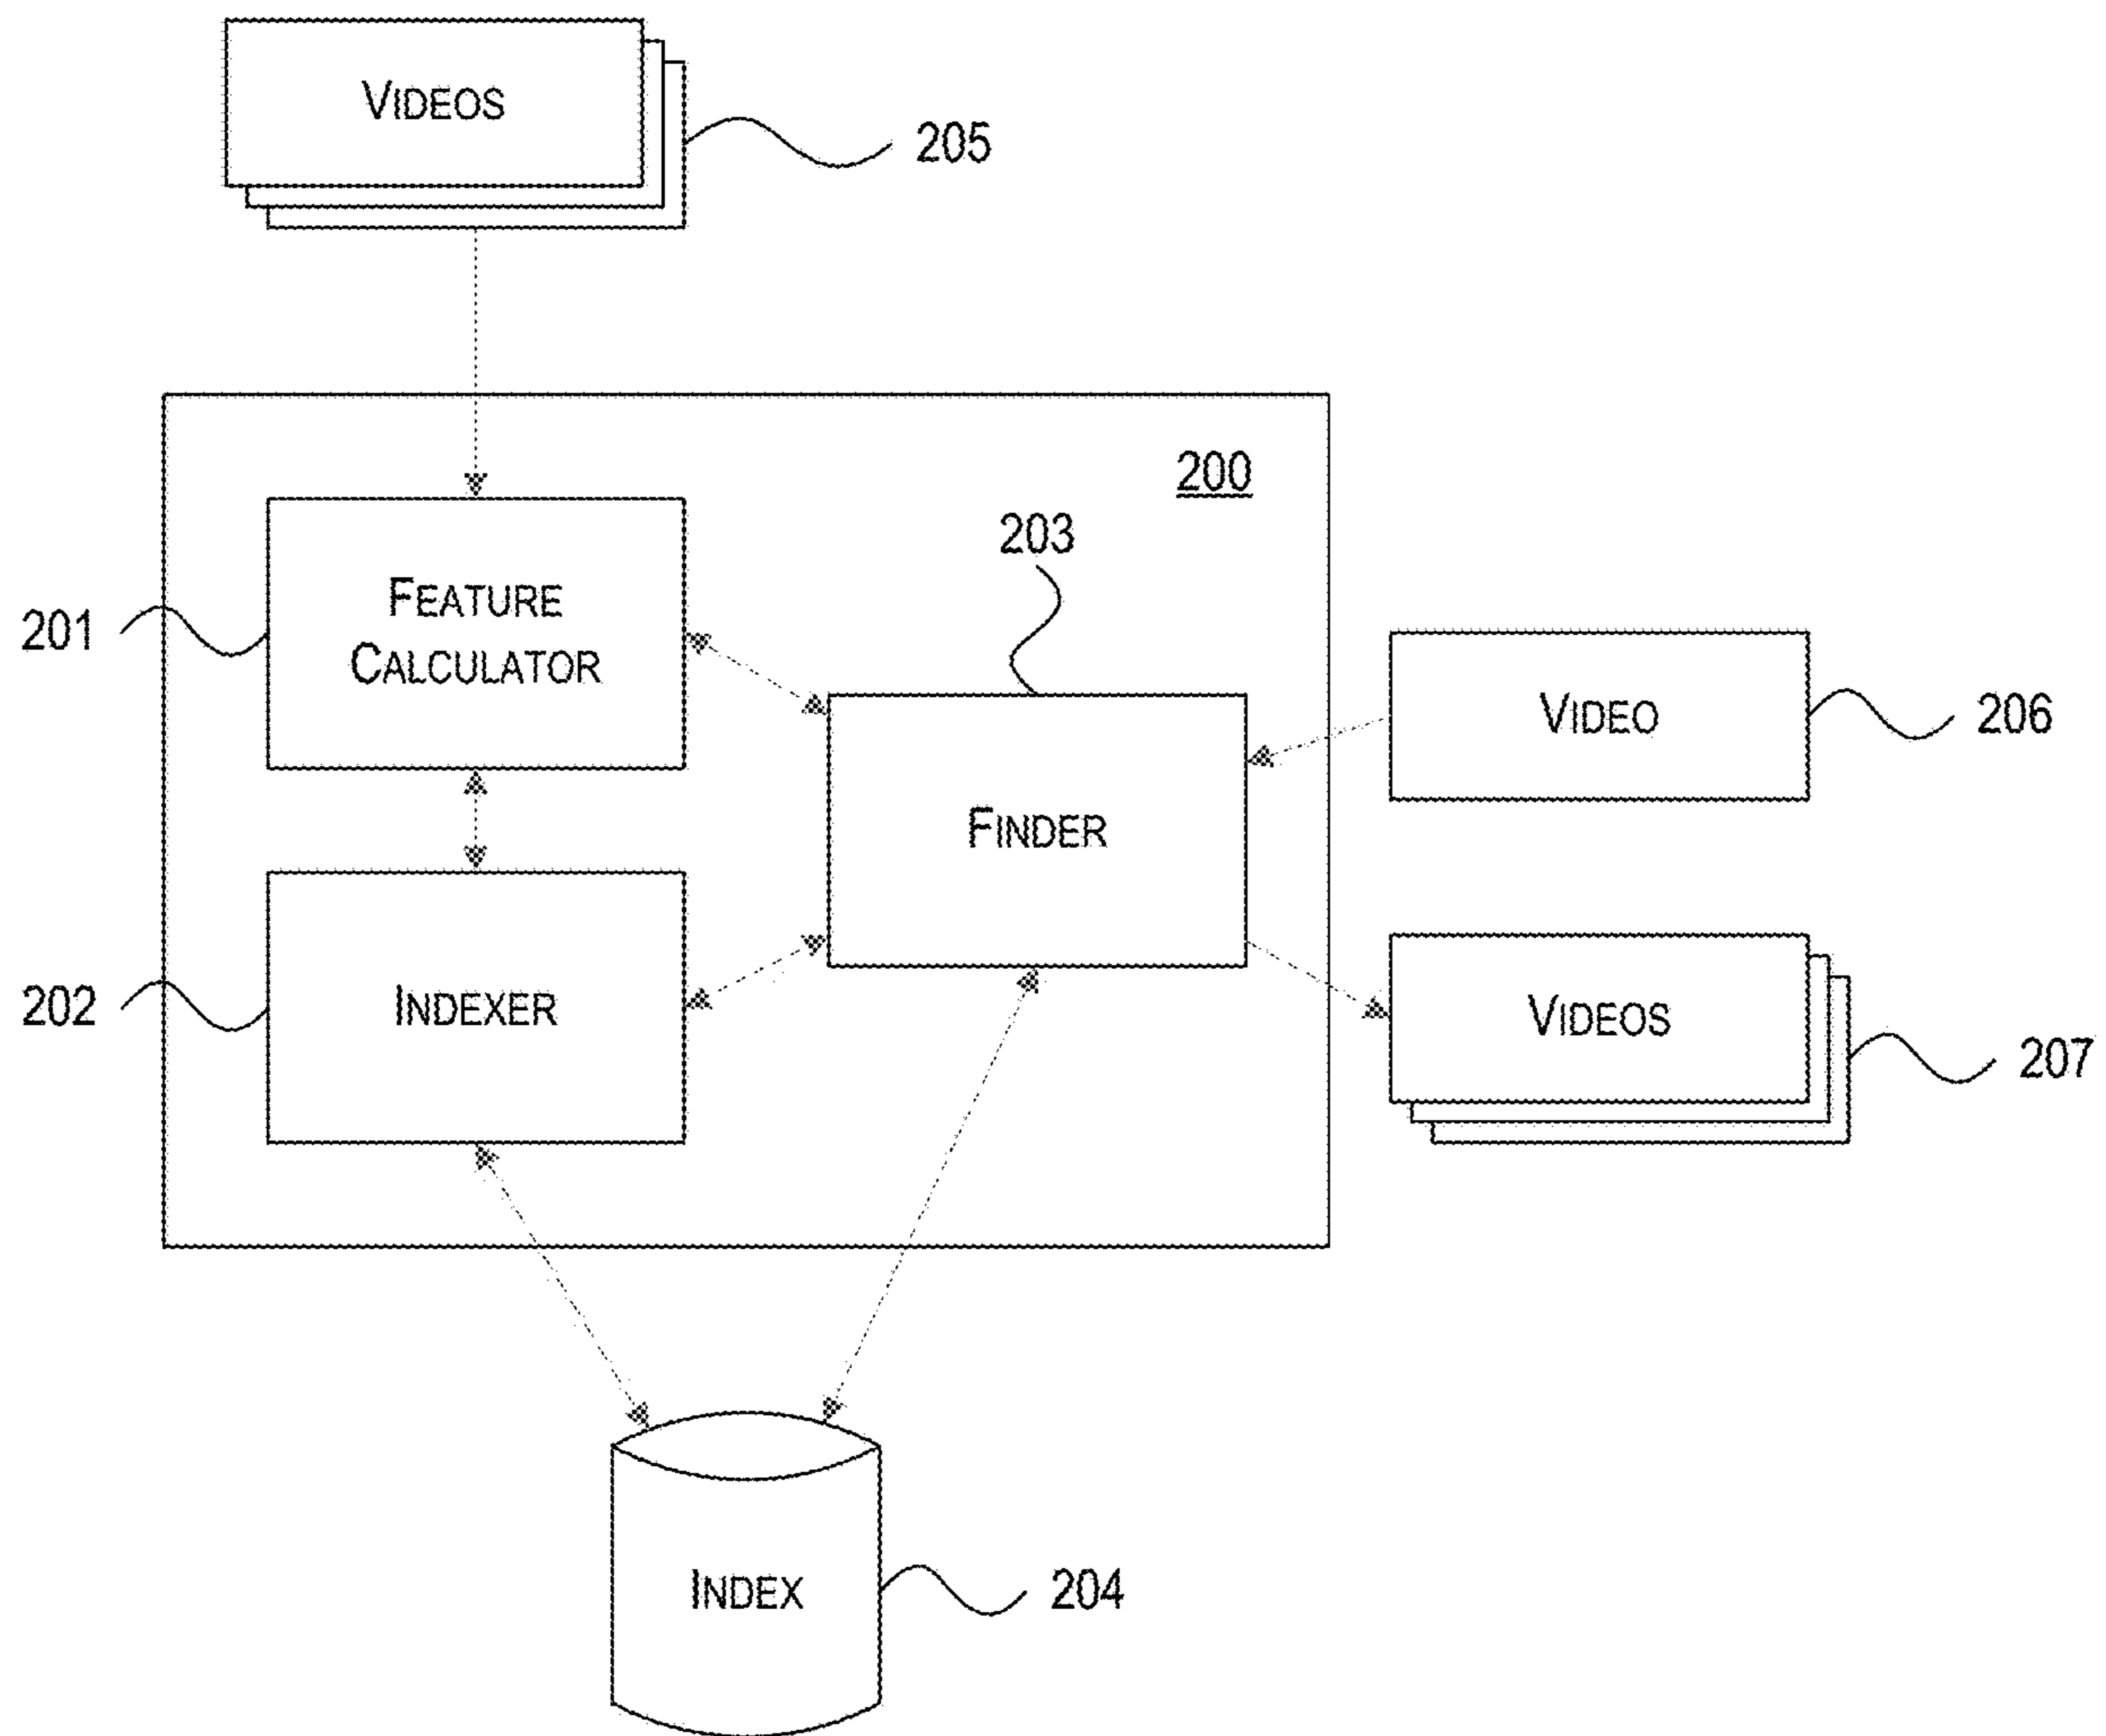 VIDEOS
205
200
203
FEATURE
CALCULATOR
201
VIDEO
206
FINDER
INDEXER
202
VIDEOS
207
INDEX
204